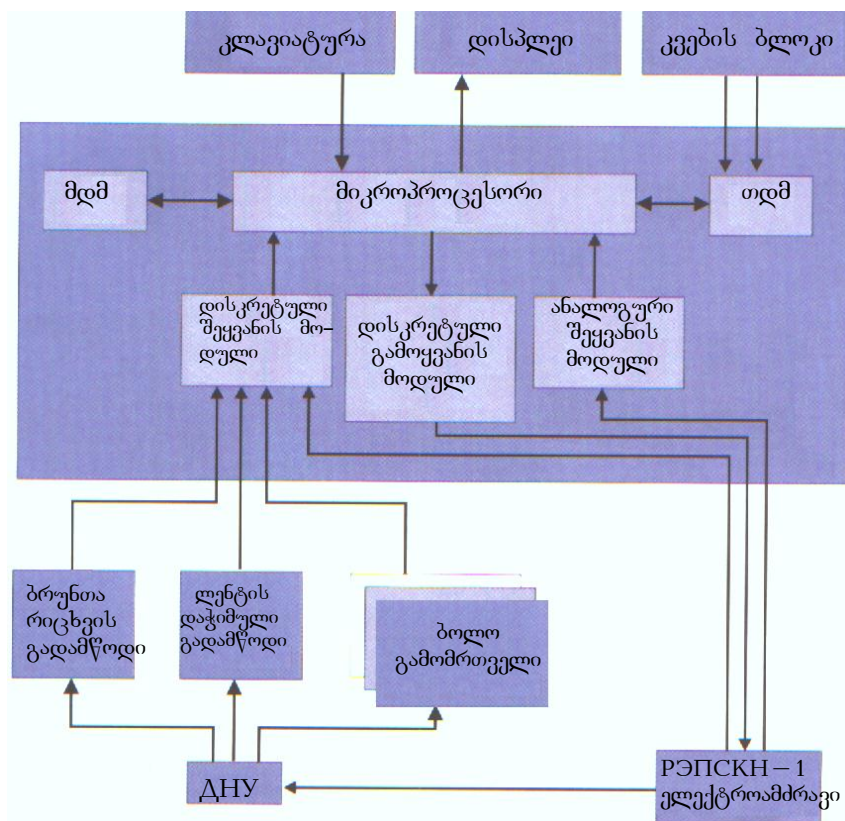 კლავიატურა
დისპლეი
კვების ბლოკი
მდმ
მიკროპროცესორი
თდმ
დისკრეტული
შეყვანის მო-
დული
დისკრეტული
გამოყვანის
მოდული
ანალოგური
შეყვანის
მოდული
ბრუნთა
რიცხვის
გადამწოდი
ლენტის
დაჭიმული
გადამწოდი
ბოლო
გამომრთველი
ДНУ
РЭПСКН – 1
ელექტროამძრავი